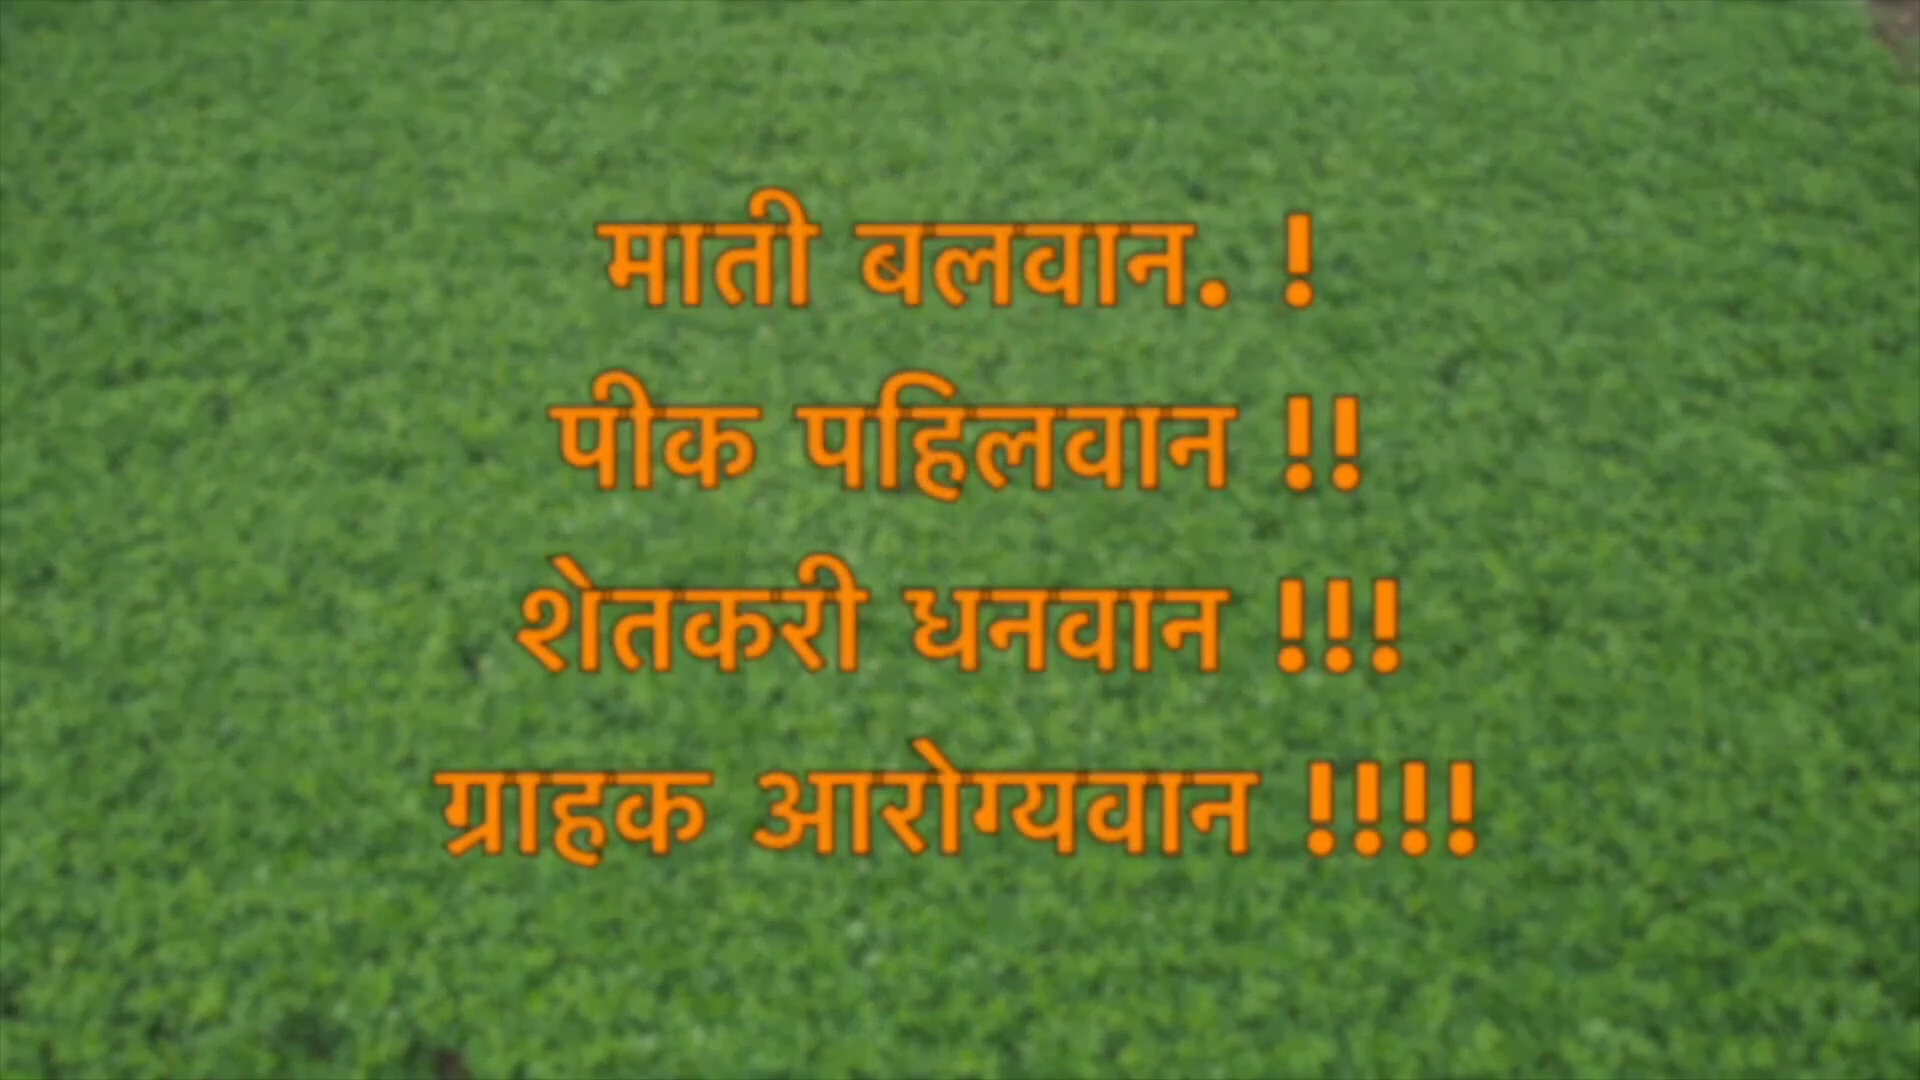 माती बलवान. !
पीक पहिलवान !!
शेतकरी धनवान !!!
ग्राहक आरोग्यवान !!!!